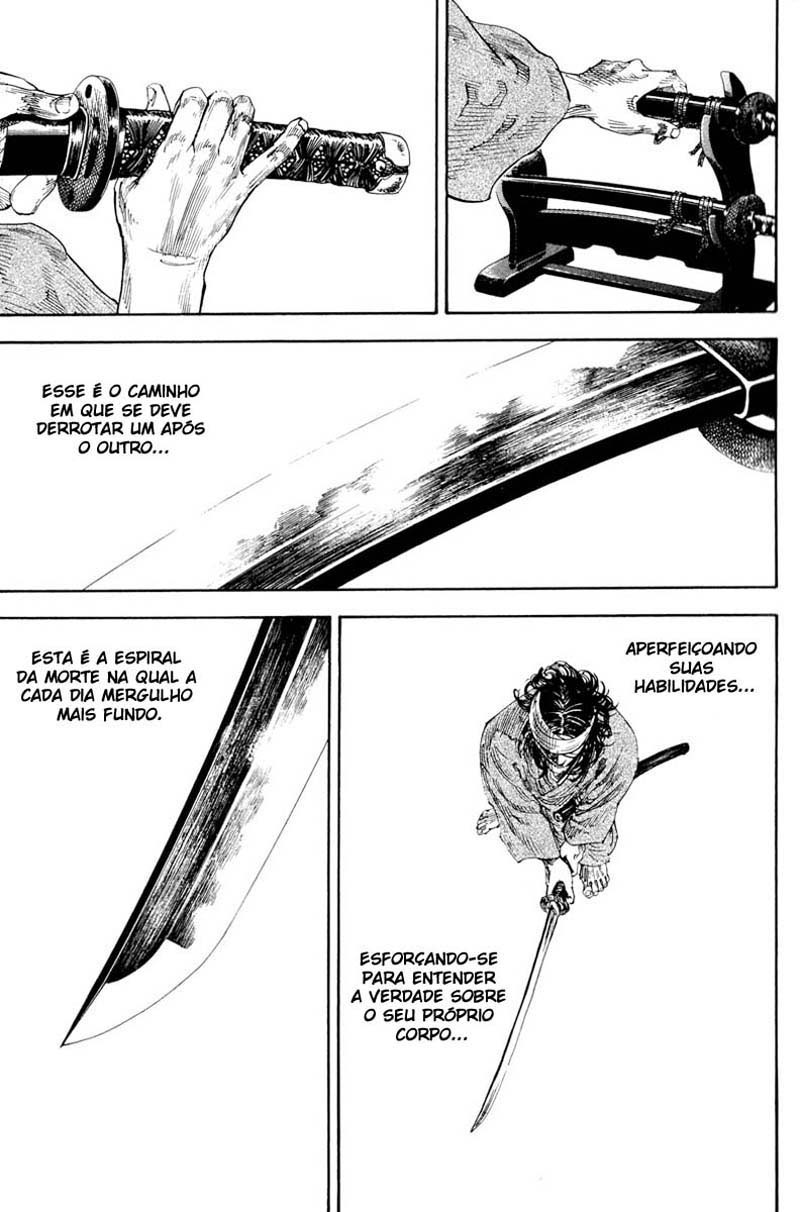 ESSE É O CAMINHO
EM QUE SE DEVE
DERROTAR UM APÓS
O OUTRO...
APERFEIÇOANDO
SUAS
HABILIDADES...
ESFORÇANDO-SE
PARA ENTENDER
A VERDADE SOBRE
O SEU PRÓPRIO
CORPO...
ESTA É A ESPIRAL
DA MORTE NA QUAL A
CADA DIA MERGULHO
MAIS FUNDO.